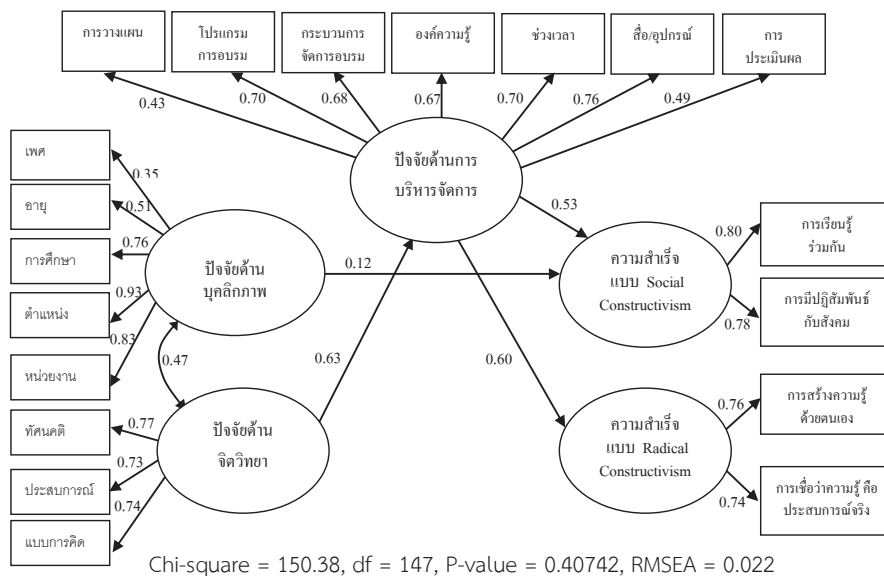 การวางแผน
โปรแกรม
การอบรม
กระบวนการ
จัดการอบรม
องค์ความรู้
ช่วงเวลา
สื่อ/อุปกรณ์
การ
ประเมินผล
0.43
0.70
0.68
0.67
0.70
0.76
0.49
ปัจจัยด้านการ
บริหารจัดการ
เพศ
อายุ
การศึกษา
ตำแหน่ง
หน่วยงาน
0.35
0.51
0.76
0.93
0.83
ปัจจัยด้าน
บุคลิกภาพ
0.12
0.53
0.47
0.63
0.60
ความสำเร็จ
แบบ Social
Constructivism
0.80
0.78
การเรียนรู้
ร่วมกัน
การมีปฏิสัมพันธ์
กับสังคม
ทัศนคติ
ประสบการณ์
แบบการคิด
0.77
0.73
0.74
ปัจจัยด้าน
จิตวิทยา
ความสำเร็จ
แบบ Radical
Constructivism
0.76
0.74
การสร้างความรู้
ด้วยตนเอง
การเชื่อว่าความรู้ คือ
ประสบการณ์จริง
Chi-square = 150.38, df = 147, P-value = 0.40742, RMSEA = 0.022